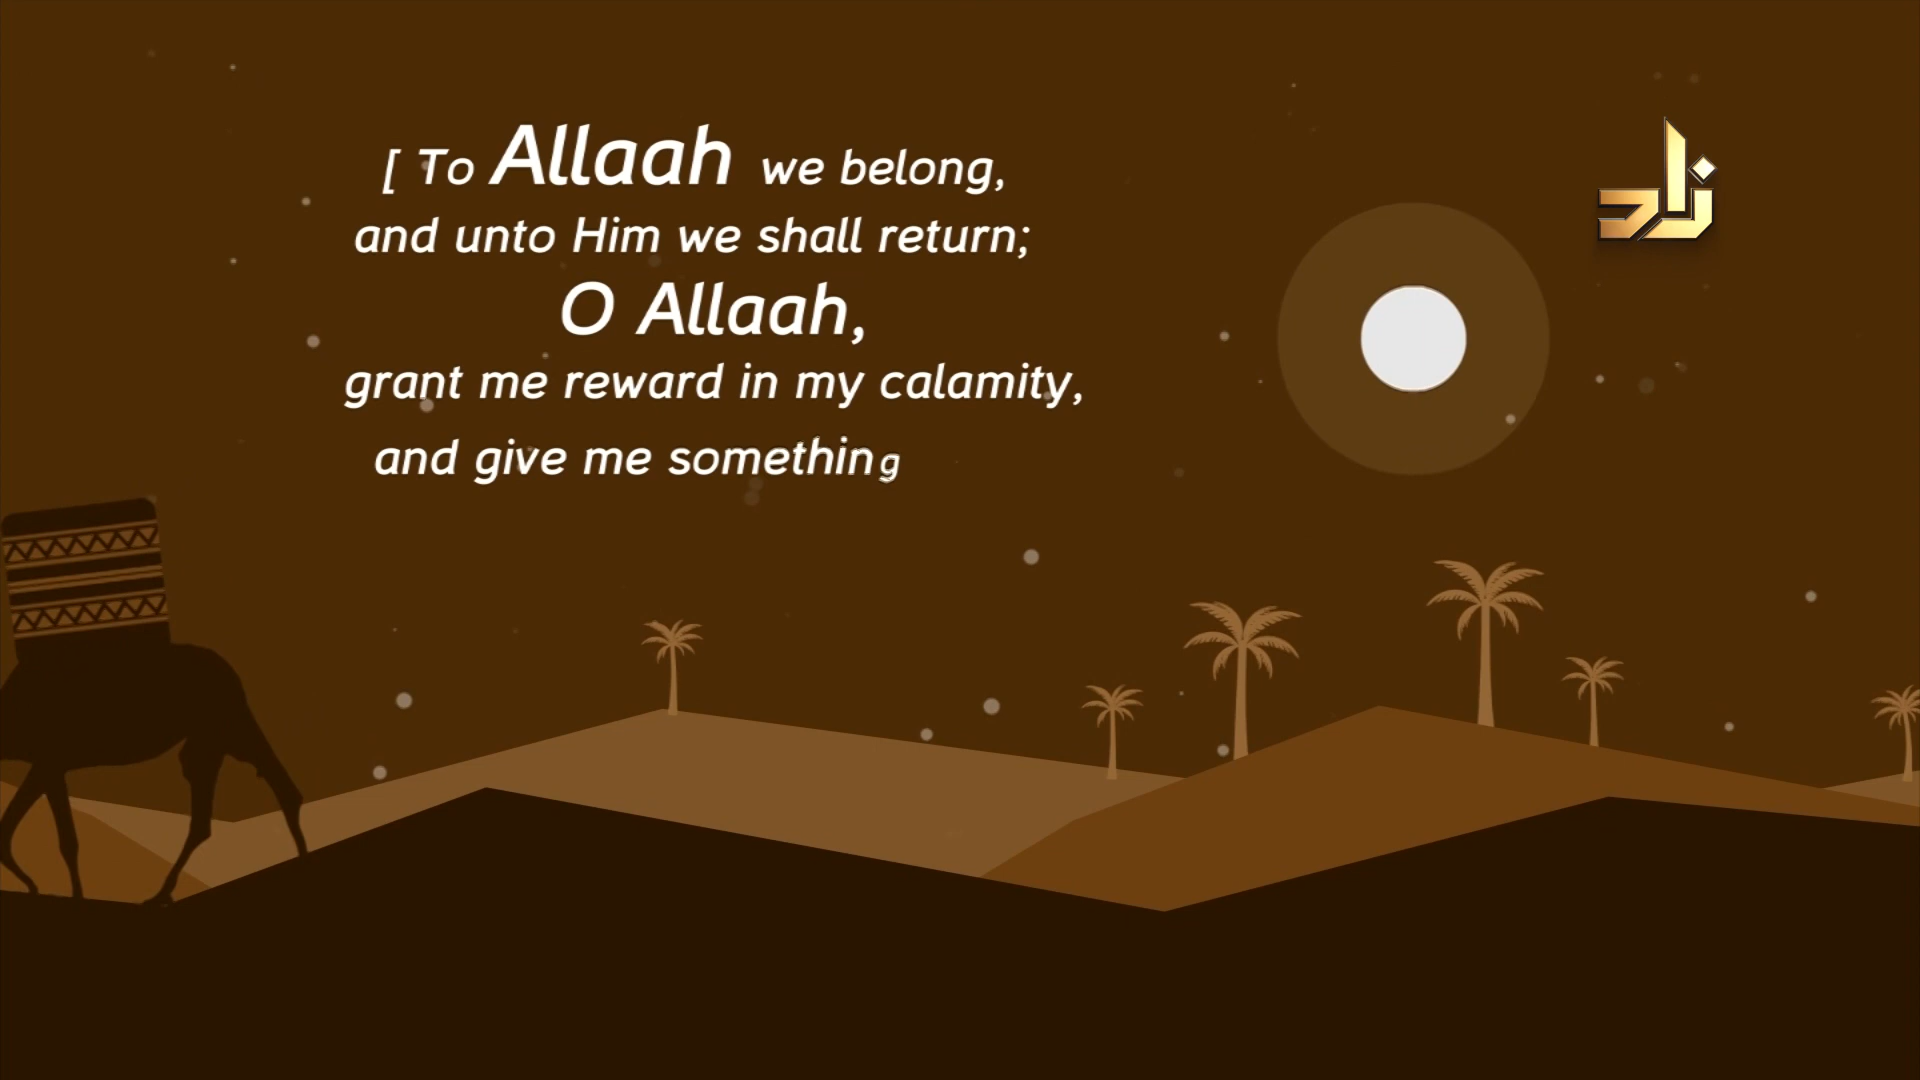 [ To Allaah we belong,
and unto Him we shall return;
O Allaah,
grant me reward in my calamity,
and give me something
زاد